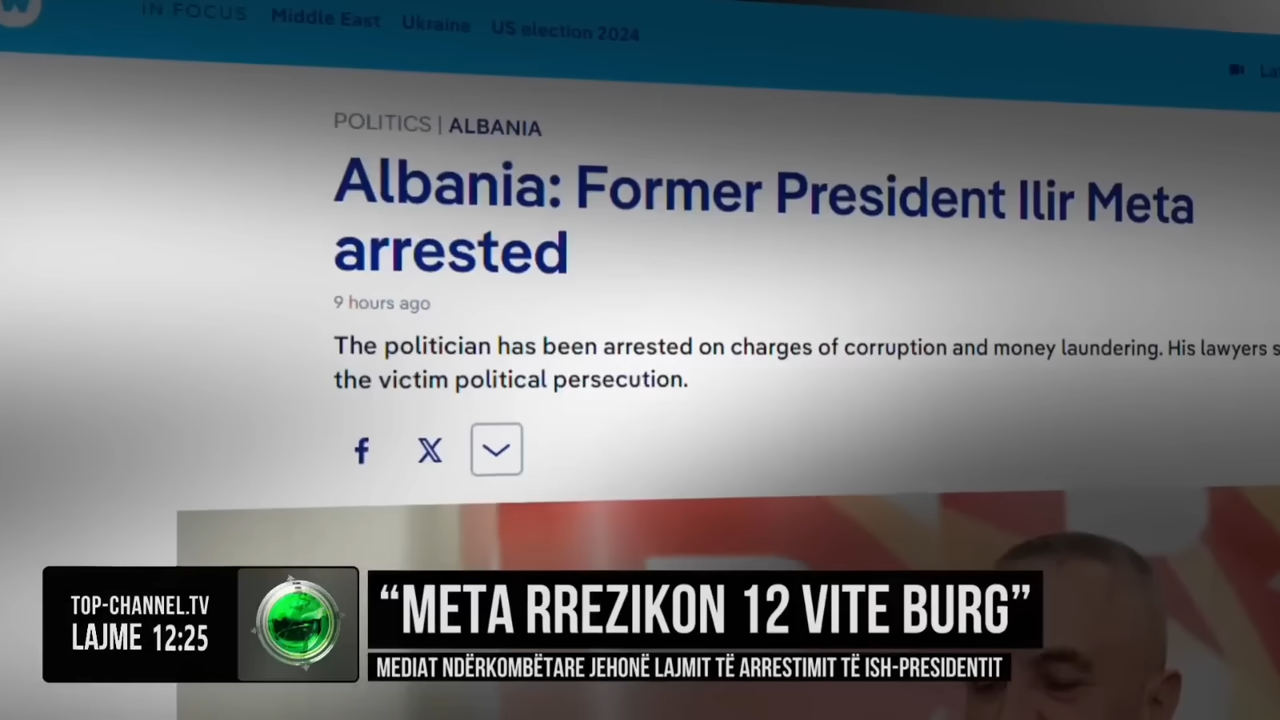 W
IN FOCUS Middle East Ukraine US election 2024
POLITICS | ALBANIA
Albania: Former President Ilir Meta
arrested
9 hours ago
The politician has been arrested on charges of corruption and money laundering. His lawyers
the victim political persecution.
f X
TOP-CHANNEL.TV
LAJME 12:25
“META RREZIKON 12 VITE BURG”
MEDIAT NDËRKOMBËTARE JEHONË LAJMIT TË ARRESTIMIT TË ISH-PRESIDENTIT